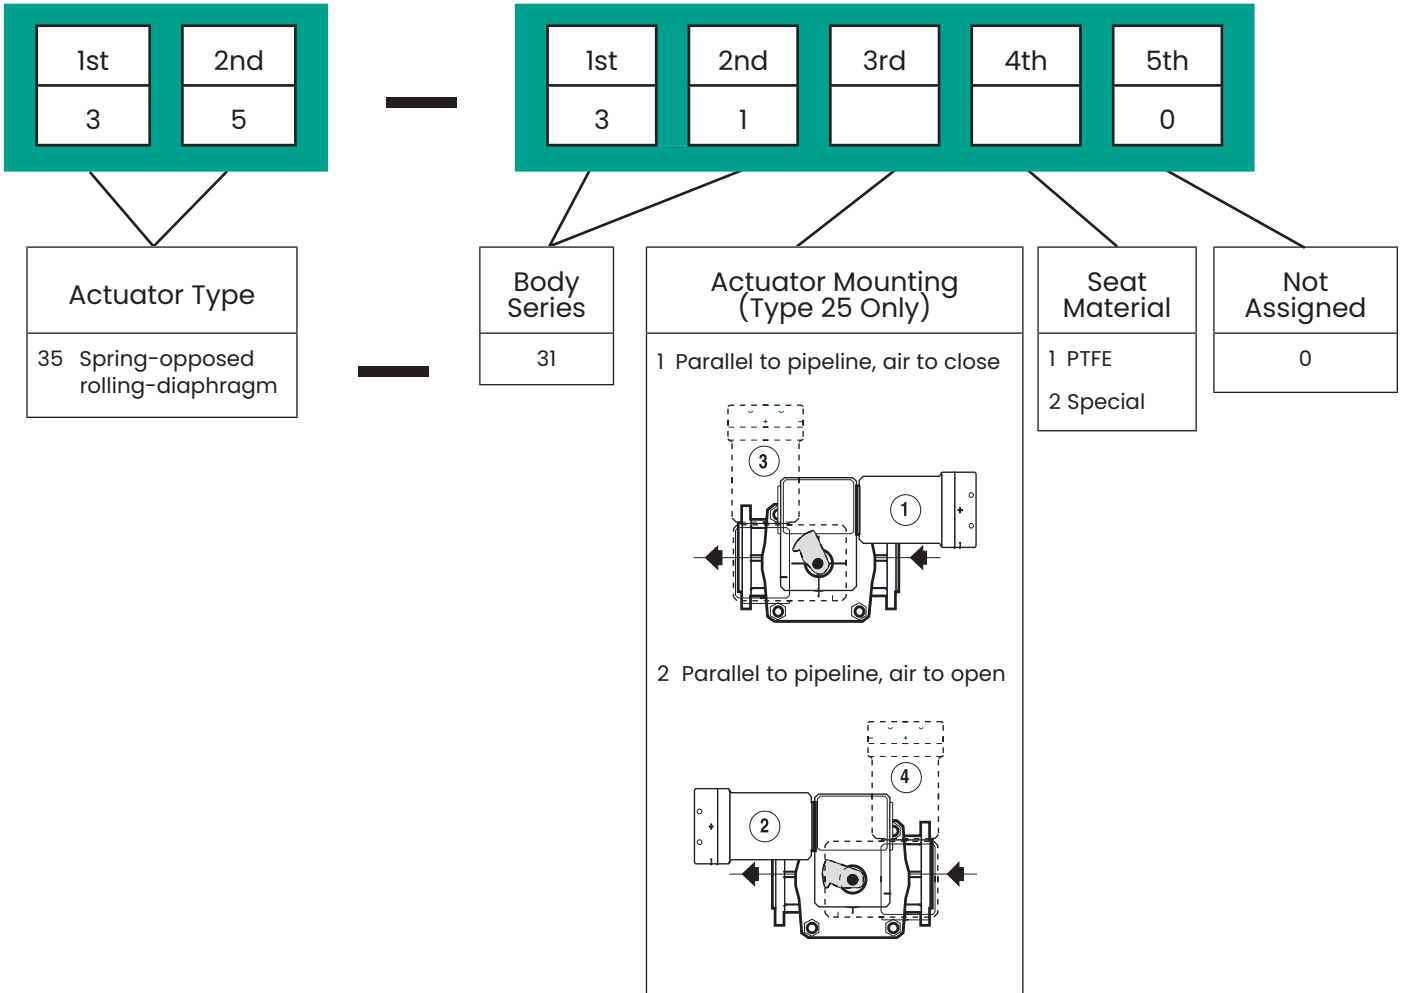 1st 2nd 1st 2nd 3rd 4th 5th
3 5 3 1 0
Actuator Type
35 Spring-opposed
rolling-diaphragm
Body
Series
31
Actuator Mounting
(Type 25 Only)
1 Parallel to pipeline, air to close
3
1
2 Parallel to pipeline, air to open
4
2
Seat
Material
1 PTFE
2 Special
Not
Assigned
0